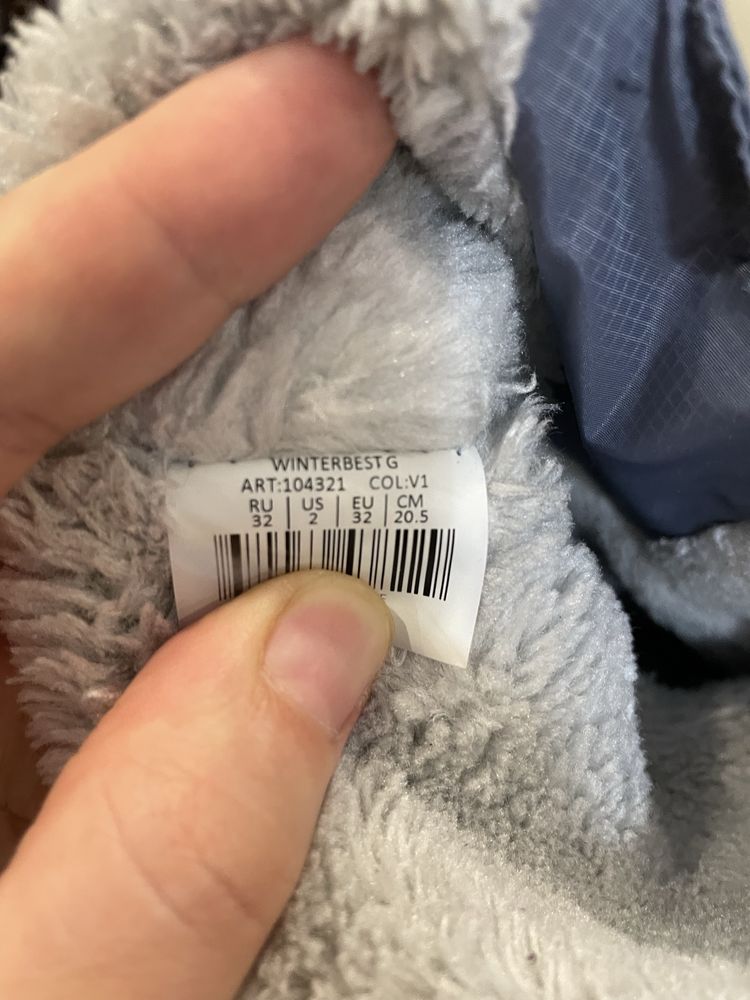 WINTERBEST G
ART:104321 COL:V1
RU | US | EU | CM
32 | 2 | 32 | 20.5